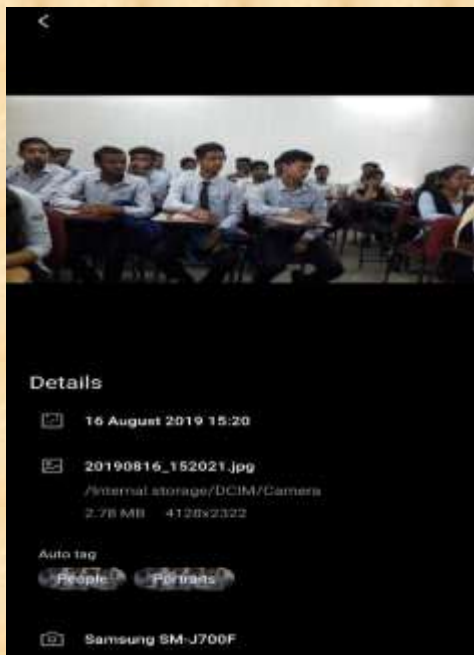 Details
16 August 2019 15:20
20190816_152021.jpg
/Internal storage/DCIM/Camera
2.78 MB 4128x2322
Auto tag
People Portraits
Samsung SM-J700F